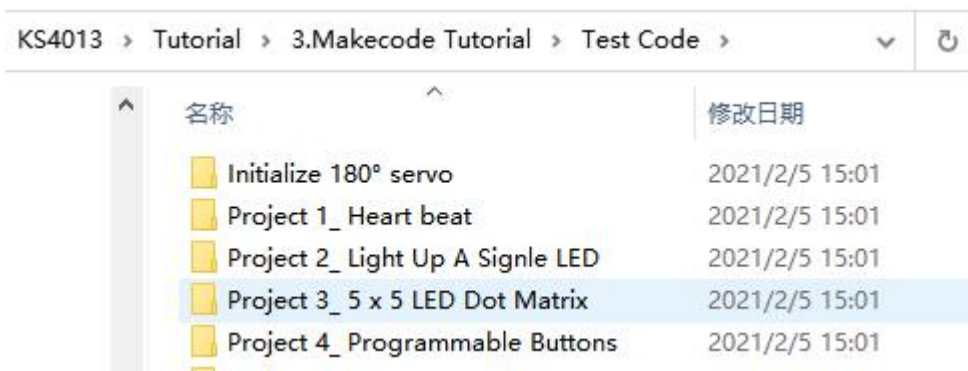 KS4013 > Tutorial > 3.Makecode Tutorial > Test Code >
名称 修改日期
Initialize 180° servo 2021/2/5 15:01
Project 1_ Heart beat 2021/2/5 15:01
Project 2_ Light Up A Signle LED 2021/2/5 15:01
Project 3_ 5 x 5 LED Dot Matrix 2021/2/5 15:01
Project 4_ Programmable Buttons 2021/2/5 15:01